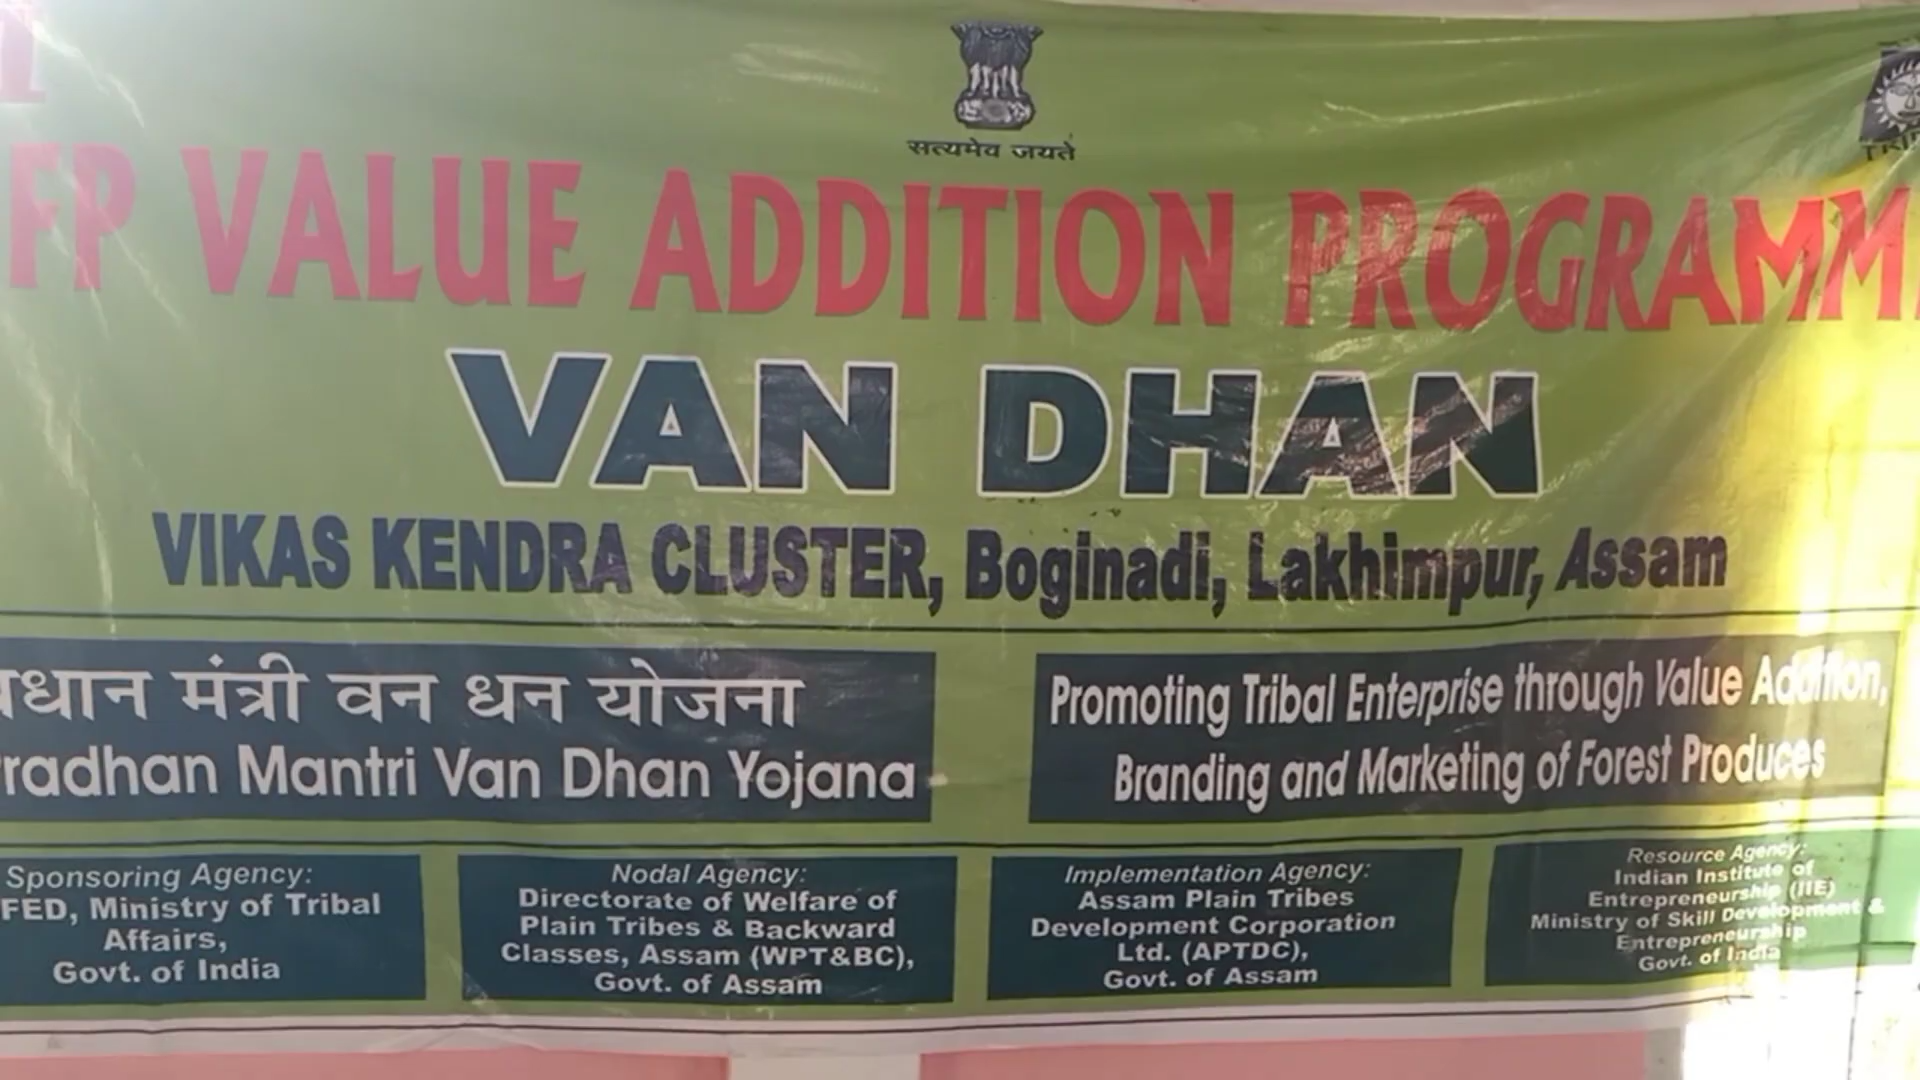 सत्यमेव जयते
FP VALUE ADDITION PROGRAMM
VAN DHAN
VIKAS KENDRA CLUSTER, Boginadi, Lakhimpur, Assam
प्रधान मंत्री वन धन योजना
radhan Mantri Van Dhan Yojana
Promoting Tribal Enterprise through Value Addition,
Branding and Marketing of Forest Produces
Sponsoring Agency:
FED, Ministry of Tribal
Affairs,
Govt. of India
Nodal Agency:
Directorate of Welfare of
Plain Tribes & Backward
Classes, Assam (WPT&BC),
Govt. of Assam
Implementation Agency:
Assam Plain Tribes
Development Corporation
Ltd. (APTDC),
Govt. of Assam
Resource Agency:
Indian Institute of
Entrepreneurship (IIE)
Ministry of Skill Development &
Entrepreneurship
Govt. of India